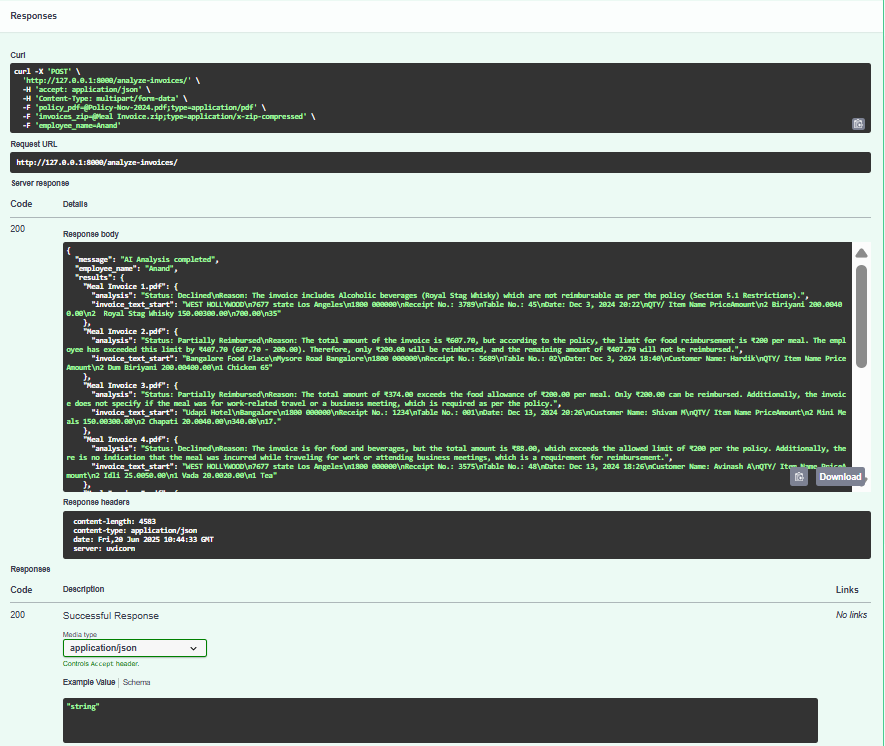 Responses
Curl
curl -X 'POST' \
'http://127.0.0.1:8000/analyze-invoices/' \
-H 'accept: application/json' \
-H 'Content-Type: multipart/form-data' \
-F 'policy_pdf=@Policy-Nov-2024.pdf;type=application/pdf' \
-F 'invoices_zip=@Meal Invoice.zip;type=application/x-zip-compressed' \
-F 'employee_name=Anand'
Request URL
http://127.0.0.1:8000/analyze-invoices/
Server response
Code Details
200
Response body
{
"message": "AI Analysis completed",
"employee_name": "Anand",
"results": {
"Meal Invoice 1.pdf": {
"analysis": "Status: Declined\nReason: The invoice includes Alcoholic beverages (Royal Stag Whisky) which are not reimbursable as per the policy (Section 5.1 Restrictions).",
"invoice_text_start": "WEST HOLLYWOOD\n7677 state Los Angeles\n1800 000000\nReceipt No.: 3789\nTable No.: 45\nDate: Dec 3, 2024 20:22\nQTY/ Item Name PriceAmount\n2 Biriyani 200.0040
0.00\n2  Royal Stag Whisky 150.00300.00\n700.00\n35"
},
"Meal Invoice 2.pdf": {
"analysis": "Status: Partially Reimbursed\nReason: The total amount of the invoice is ₹607.70, but according to the policy, the limit for food reimbursement is ₹200 per meal. The empl
oyee has exceeded this limit by ₹407.70 (607.70 - 200.00). Therefore, only ₹200.00 will be reimbursed, and the remaining amount of ₹407.70 will not be reimbursed.",
"invoice_text_start": "Bangalore Food Place\nMysore Road Bangalore\n1800 000000\nReceipt No.: 5689\nTable No.: 02\nDate: Dec 3, 2024 18:40\nCustomer Name: Hardik\nQTY/ Item Name Price
Amount\n2 Dum Biriyani 200.00400.00\n1 Chicken 65"
},
"Meal Invoice 3.pdf": {
"analysis": "Status: Partially Reimbursed\nReason: The total amount of ₹374.00 exceeds the food allowance of ₹200.00 per meal. Only ₹200.00 can be reimbursed. Additionally, the invoic
e does not specify if the meal was for work-related travel or a business meeting, which is required as per the policy.",
"invoice_text_start": "Udapi Hotel\nBangalore\n1800 000000\nReceipt No.: 1234\nTable No.: 001\nDate: Dec 13, 2024 20:26\nCustomer Name: Shivam M\nQTY/ Item Name PriceAmount\n2 Mini Me
als 150.00300.00\n2 Chapati 20.0040.00\n340.00\n17."
},
"Meal Invoice 4.pdf": {
"analysis": "Status: Declined\nReason: The invoice is for food and beverages, but the total amount is ₹88.00, which exceeds the allowed limit of ₹200 per the policy. Additionally, the
re is no indication that the meal was incurred while traveling for work or attending business meetings, which is a requirement for reimbursement.",
"invoice_text_start": "WEST HOLLYWOOD\n7677 state Los Angeles\n1800 000000\nReceipt No.: 3575\nTable No.: 48\nDate: Dec 13, 2024 18:26\nCustomer Name: Avinash A\nQTY/ Item Name PriceA
mount\n2 Idli 25.0050.00\n1 Vada 20.0020.00\n1 Tea"
},
Download
Response headers
content-length: 4583
content-type: application/json
date: Fri,20 Jun 2025 10:44:33 GMT
server: uvicorn
Responses
Code Description Links
200 Successful Response No links
Media type
application/json
Controls Accept header.
Example Value Schema
"string"